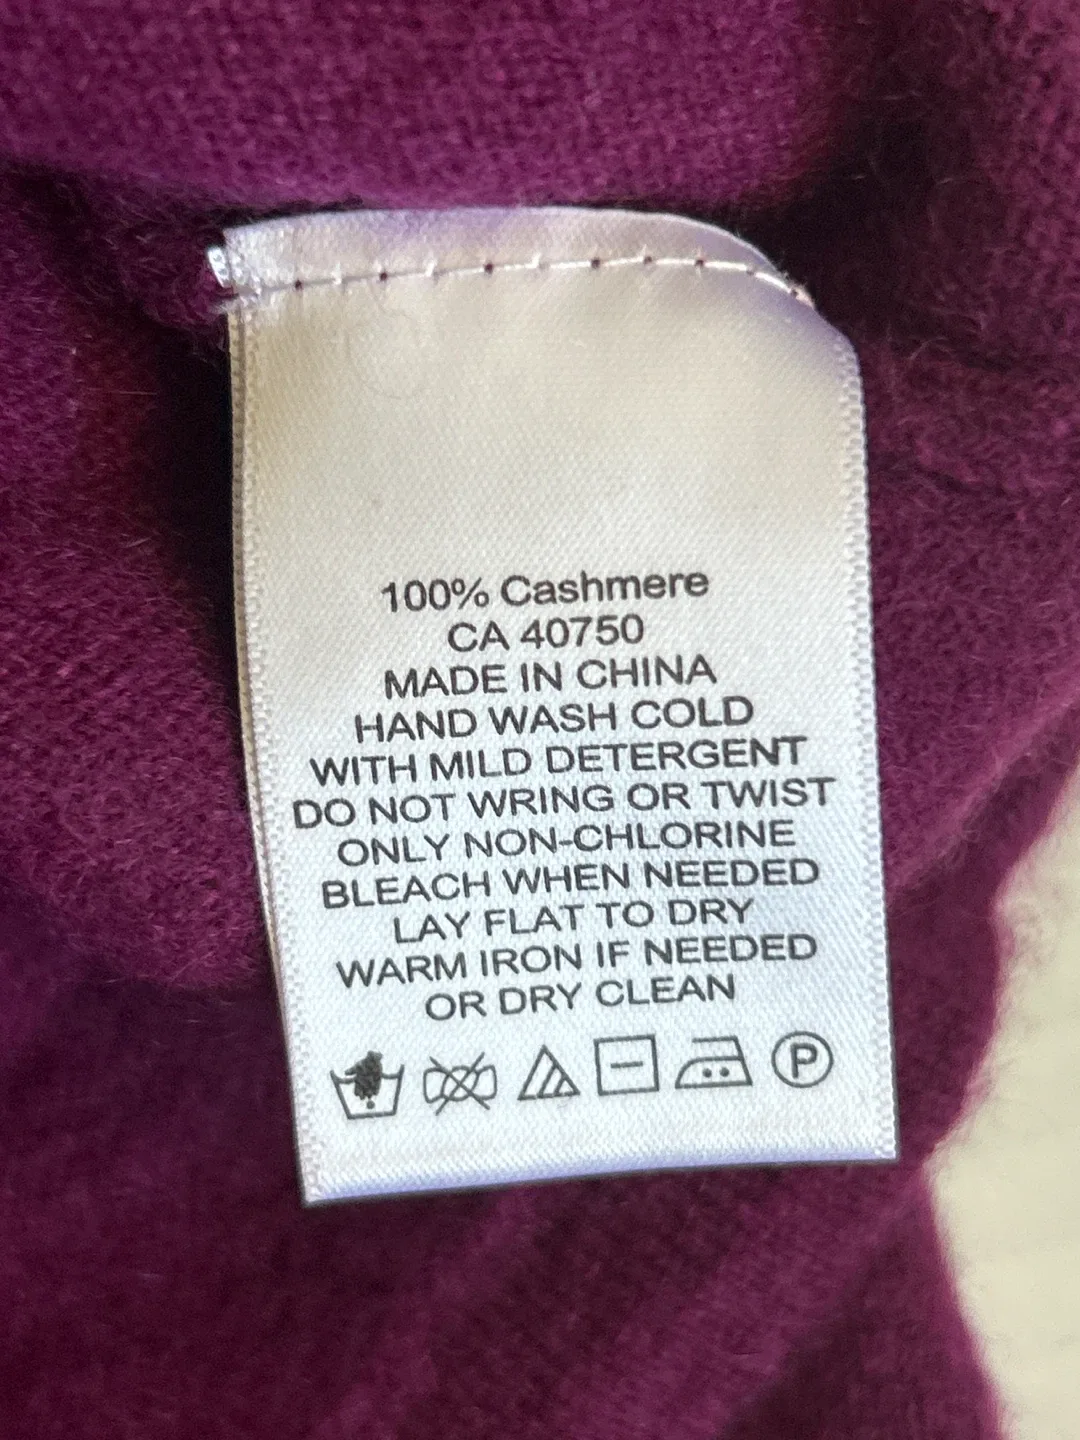 100% Cashmere
CA 40750
MADE IN CHINA
HAND WASH COLD
WITH MILD DETERGENT
DO NOT WRING OR TWIST
ONLY NON-CHLORINE
BLEACH WHEN NEEDED
LAY FLAT TO DRY
WARM IRON IF NEEDED
OR DRY CLEAN
P